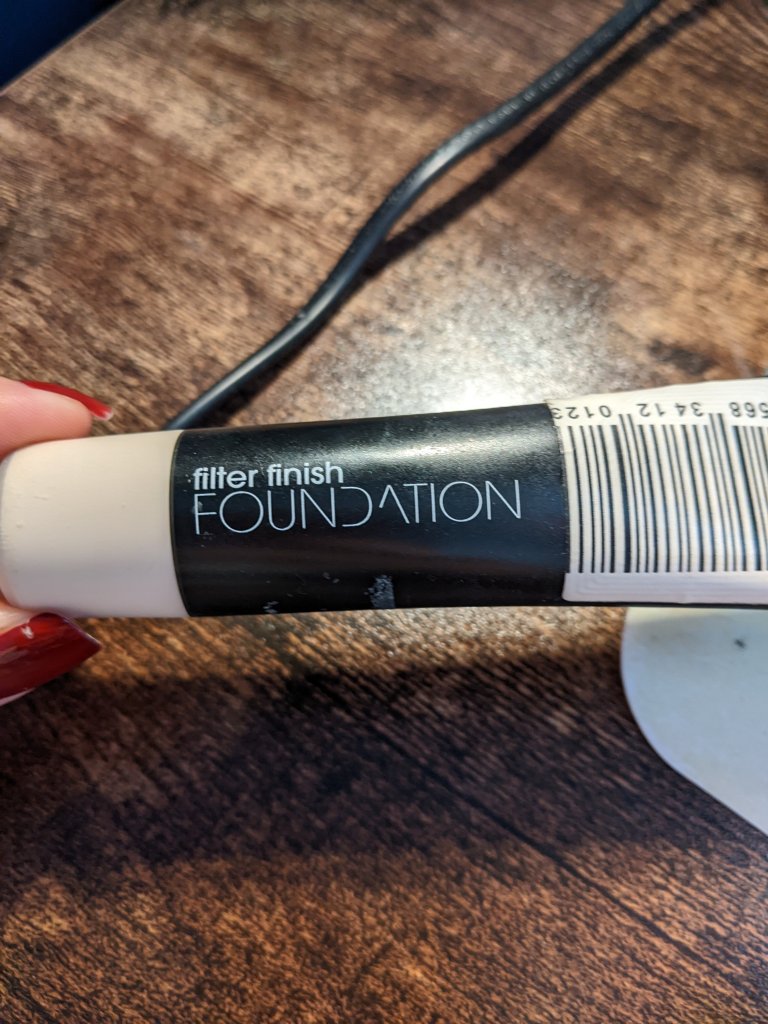 filter finish
FOUNDATION
568 3412 0123